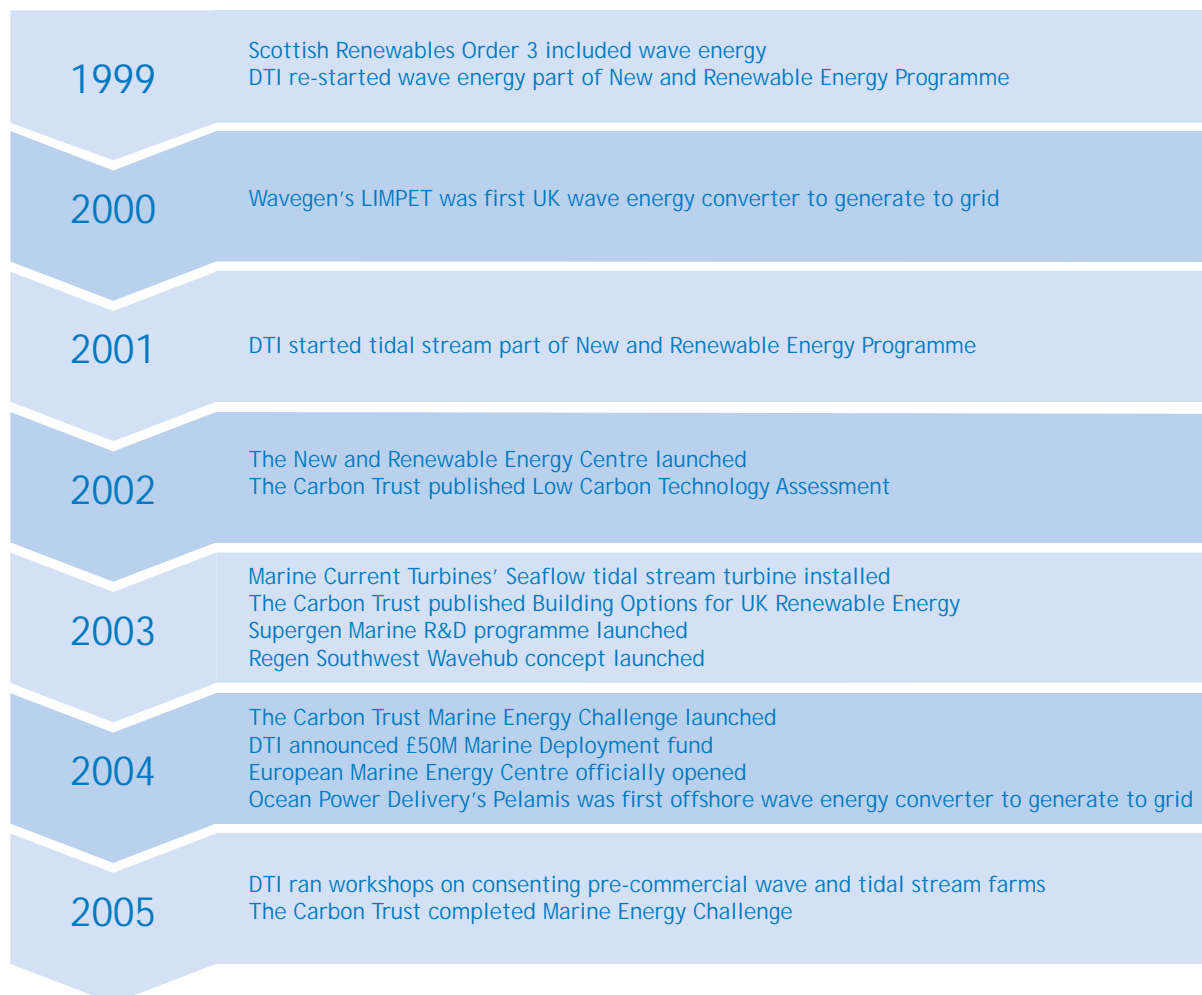 1999
Scottish Renewables Order 3 included wave energy
DTI re-started wave energy part of New and Renewable Energy Programme
2000
Wavegen’s LIMPET was first UK wave energy converter to generate to grid
2001
DTI started tidal stream part of New and Renewable Energy Programme
2002
The New and Renewable Energy Centre launched
The Carbon Trust published Low Carbon Technology Assessment
2003
Marine Current Turbines’ Seaflow tidal stream turbine installed
The Carbon Trust published Building Options for UK Renewable Energy
Supergen Marine R&D programme launched
Regen Southwest Wavehub concept launched
2004
The Carbon Trust Marine Energy Challenge launched
DTI announced £50M Marine Deployment fund
European Marine Energy Centre officially opened
Ocean Power Delivery’s Pelamis was first offshore wave energy converter to generate to grid
2005
DTI ran workshops on consenting pre-commercial wave and tidal stream farms
The Carbon Trust completed Marine Energy Challenge